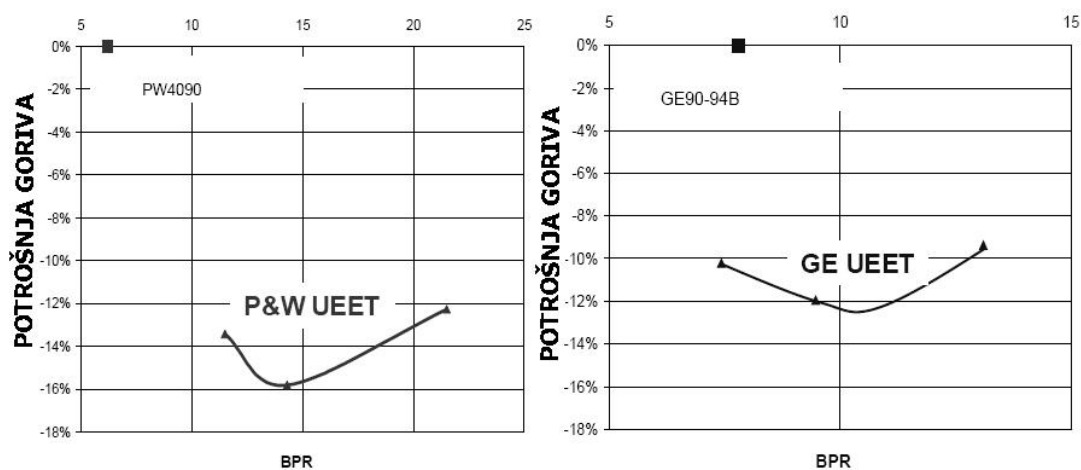 5 10 15 20 25
0%
-2%
-4%
-6%
-8%
-10%
-12%
-14%
-16%
-18%
POTROŠNJA GORIVA
PW4090
P&W UEET
BPR
5 10 15
0%
-2%
-4%
-6%
-8%
-10%
-12%
-14%
-16%
-18%
POTROŠNJA GORIVA
GE90-94B
GE UEET
BPR